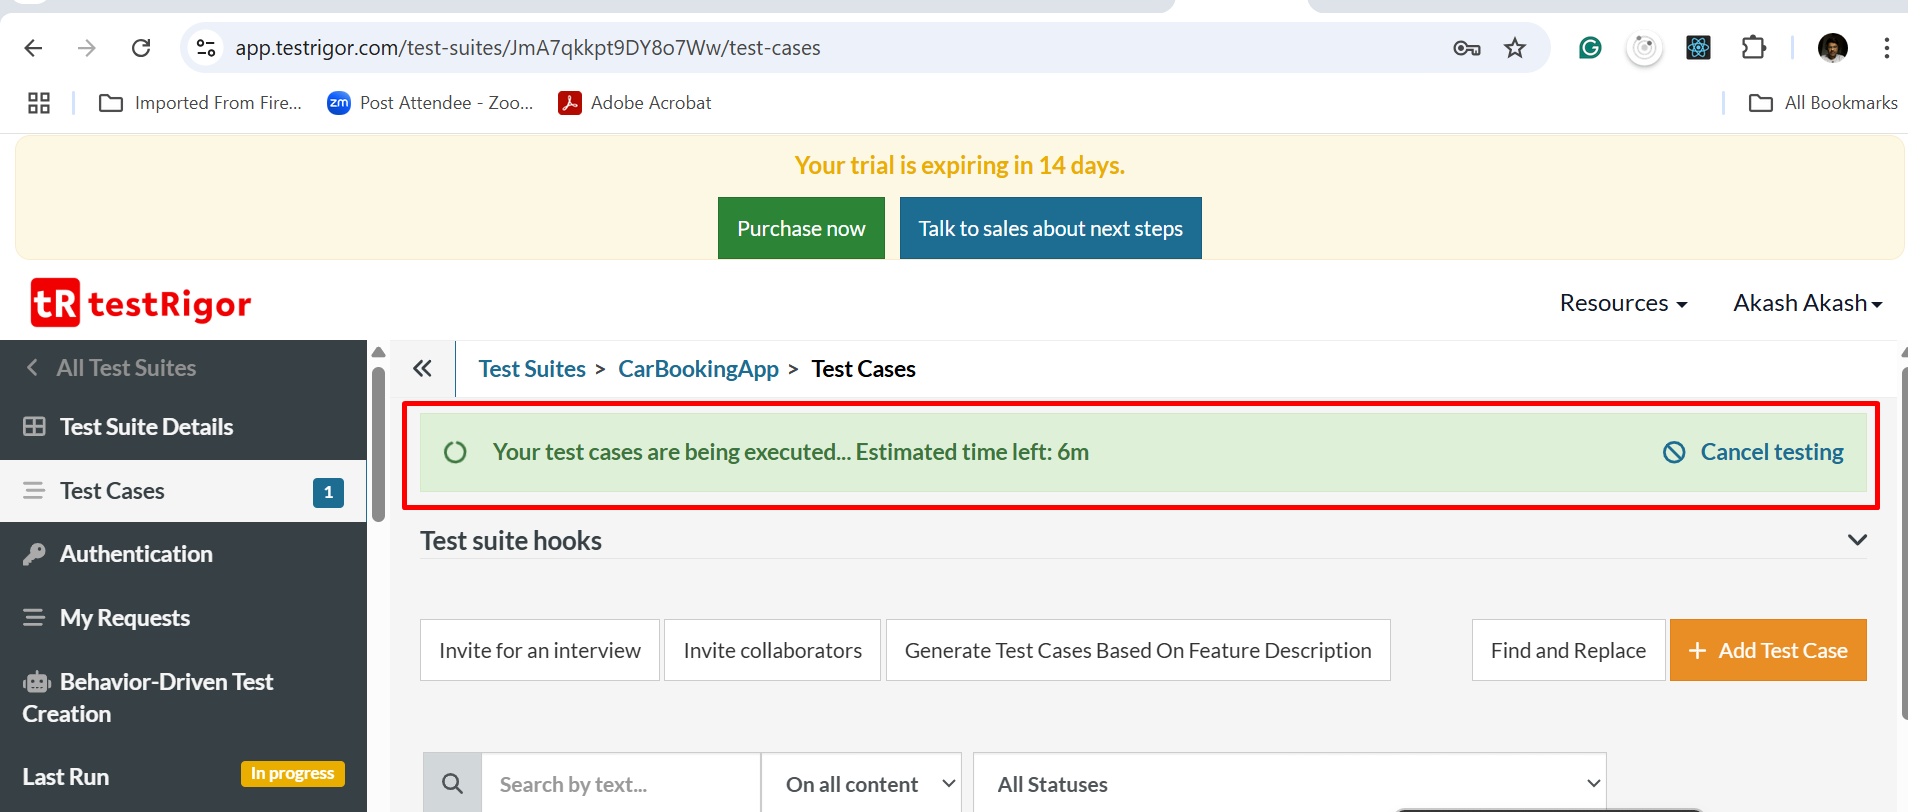 app.testrigor.com/test-suites/JmA7qkkpt9DY8o7Ww/test-cases
Imported From Fire...
zm Post Attendee - Zoo...
Adobe Acrobat
All Bookmarks
Your trial is expiring in 14 days.
Purchase now
Talk to sales about next steps
tR testRigor
Resources
Akash Akash
All Test Suites
Test Suites > CarBookingApp > Test Cases
Test Suite Details
Your test cases are being executed... Estimated time left: 6m
Cancel testing
Test Cases
1
Test suite hooks
Authentication
My Requests
Invite for an interview
Invite collaborators
Generate Test Cases Based On Feature Description
Find and Replace
+ Add Test Case
Behavior-Driven Test
Creation
Last Run
In progress
Search by text...
On all content
All Statuses